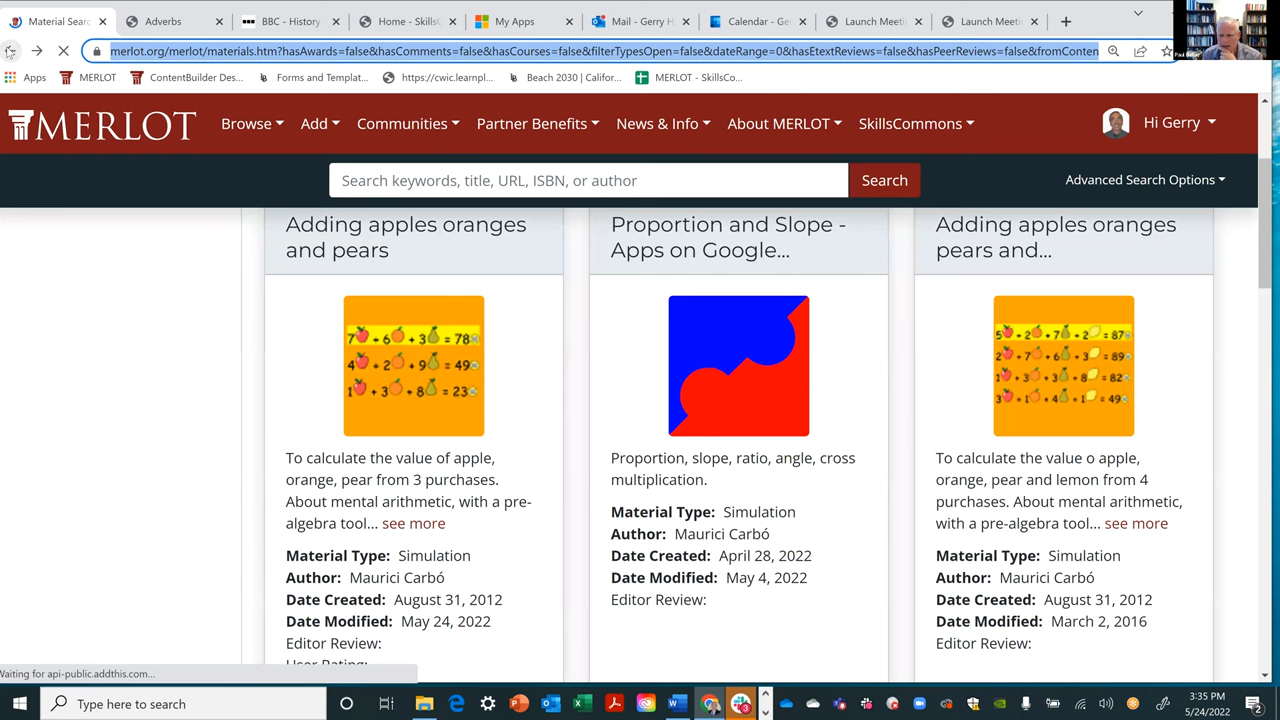 Material Searc
Adverbs
BBC - History
Home - SkillsC
My Apps
Mail - Gerry H
Calendar - Ge
Launch Meeti
Launch Meeti
merlot.org/merlot/materials.htm?hasAwards=false&hasComments=false&hasCourses=false&filterTypesOpen=false&dateRange=0&hasEtextReviews=false&hasPeerReviews=false&fromConten
Apps
MERLOT
ContentBuilder Des...
Forms and Templat...
https://cwic.learnpl...
Beach 2030 | Califor...
MERLOT - SkillsCo...
MERLOT
Browse
Add
Communities
Partner Benefits
News & Info
About MERLOT
SkillsCommons
Hi Gerry
Search keywords, title, URL, ISBN, or author
Search
Advanced Search Options
Adding apples oranges
and pears
7 + 6 + 3 = 78
4 + 2 + 9 = 49
1 + 3 + 8 = 23
To calculate the value of apple,
orange, pear from 3 purchases.
About mental arithmetic, with a pre-
algebra tool... see more
Material Type: Simulation
Author: Maurici Carbó
Date Created: August 31, 2012
Date Modified: May 24, 2022
Editor Review:
User Rating:
Proportion and Slope -
Apps on Google...
Proportion, slope, ratio, angle, cross
multiplication.
Material Type: Simulation
Author: Maurici Carbó
Date Created: April 28, 2022
Date Modified: May 4, 2022
Editor Review:
Adding apples oranges
pears and...
5 + 2 + 7 + 2 = 87
2 + 7 + 6 + 3 = 89
1 + 3 + 3 + 8 = 82
3 + 1 + 4 + 1 = 49
To calculate the value o apple,
orange, pear and lemon from 4
purchases. About mental arithmetic,
with a pre-algebra tool... see more
Material Type: Simulation
Author: Maurici Carbó
Date Created: August 31, 2012
Date Modified: March 2, 2016
Editor Review:
Waiting for api-public.addthis.com...
Type here to search
3:35 PM
5/24/2022
2